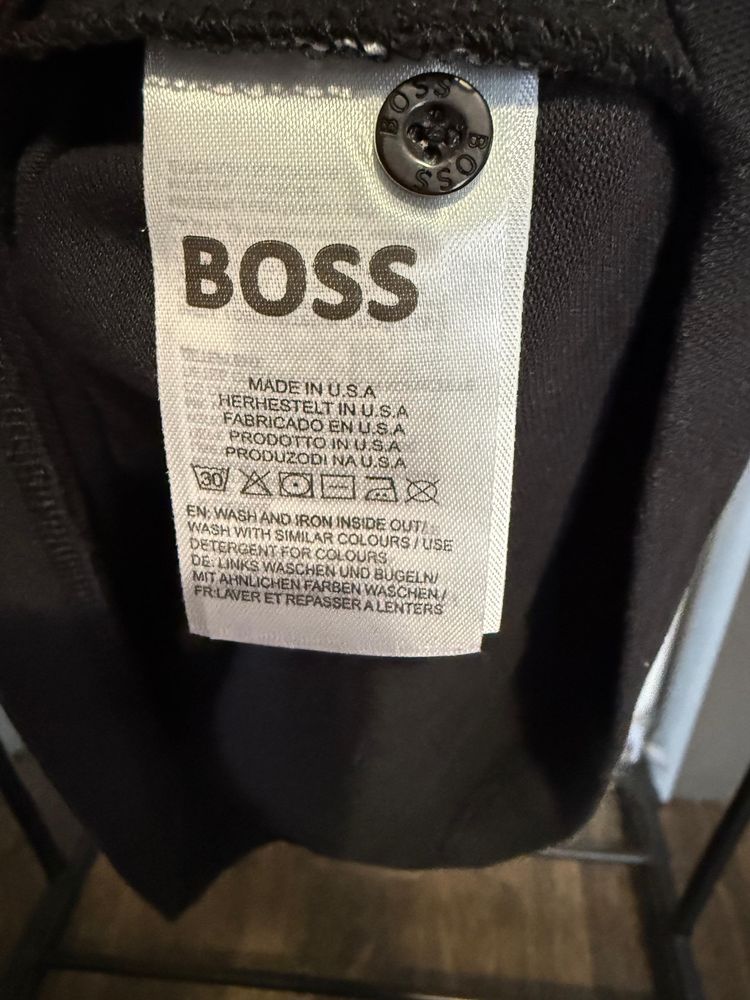 BOSS BOSS
BOSS
MADE IN U.S.A
HERHESTELT IN U.S.A
FABRICADO EN U.S.A
PRODOTTO IN U.S.A
PRODUZODI NA U.S.A
30
EN: WASH AND IRON INSIDE OUT/
WASH WITH SIMILAR COLOURS / USE
DETERGENT FOR COLOURS
DE: LINKS WASCHEN UND BUGELN/
MIT AHNLICHEN FARBEN WASCHEN /
FR:LAVER ET REPASSER A LENTERS